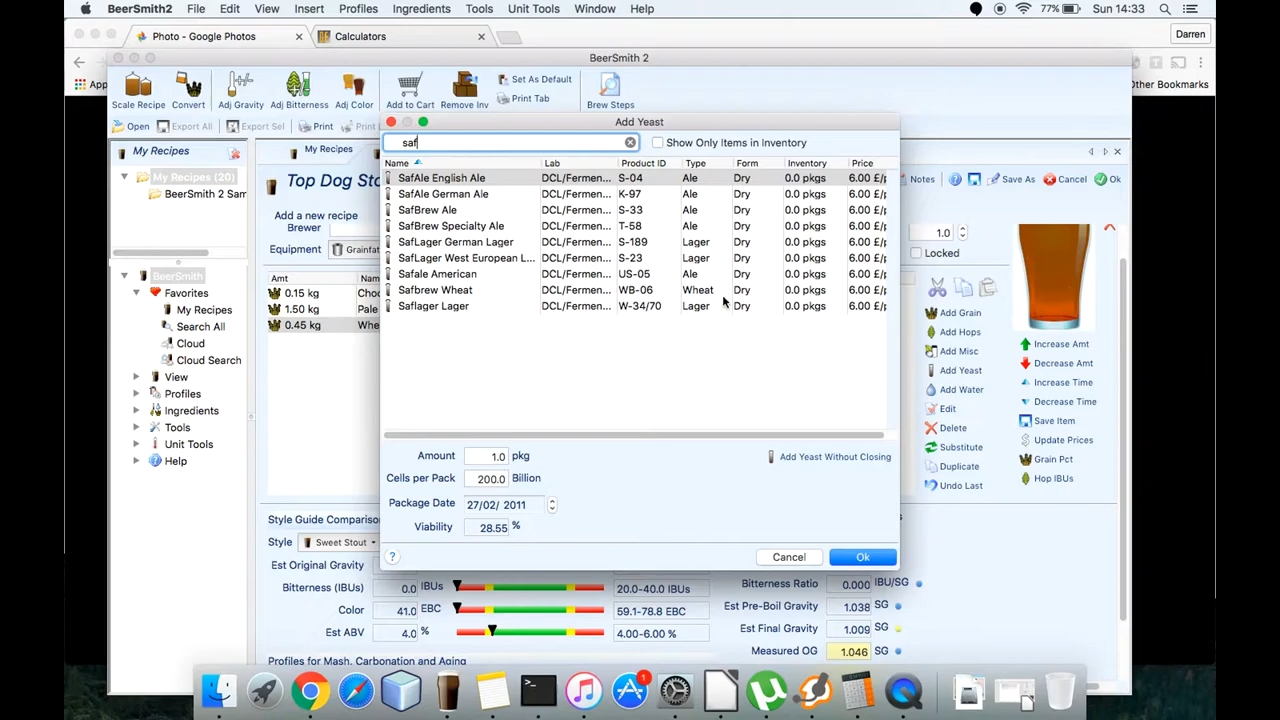 BeerSmith2 File Edit View Insert Profiles Ingredients Tools Unit Tools Window Help 77% Sun 14:33
Photo - Google Photos Calculators Darren
BeerSmith 2
Other Bookmarks
Scale Recipe Convert Adj Gravity Adj Bitterness Adj Color Add to Cart Remove Inv Set As Default Print Tab Brew Steps
Open Export All Export Sel Print
My Recipes
My Recipes (20)
BeerSmith 2 Sam
BeerSmith
Favorites
My Recipes
Search All
Cloud
Cloud Search
View
Profiles
Ingredients
Tools
Unit Tools
Help
My Recipes
Top Dog
Add a new recipe
Brewer
Equipment Grainfat
Amt
0.15 kg Choc
1.50 kg Pale
0.45 kg Whe
Add Yeast
saf
Show Only Items in Inventory
Name Lab Product ID Type Form Inventory Price
SafAle English Ale DCL/Fermen... S-04 Ale Dry 0.0 pkgs 6.00 £/p
SafAle German Ale DCL/Fermen... K-97 Ale Dry 0.0 pkgs 6.00 £/p
SafBrew Ale DCL/Fermen... S-33 Ale Dry 0.0 pkgs 6.00 £/p
SafBrew Specialty Ale DCL/Fermen... T-58 Ale Dry 0.0 pkgs 6.00 £/p
SafLager German Lager DCL/Fermen... S-189 Lager Dry 0.0 pkgs 6.00 £/p
SafLager West European L... DCL/Fermen... S-23 Lager Dry 0.0 pkgs 6.00 £/p
Safale American DCL/Fermen... US-05 Ale Dry 0.0 pkgs 6.00 £/p
Safbrew Wheat DCL/Fermen... WB-06 Wheat Dry 0.0 pkgs 6.00 £/p
Saflager Lager DCL/Fermen... W-34/70 Lager Dry 0.0 pkgs 6.00 £/p
Amount 1.0 pkg
Add Yeast Without Closing
Cells per Pack 200.0 Billion
Package Date 27/02/ 2011
Viability 28.55 %
? Cancel Ok
Notes Save As Cancel Ok
1.0
Locked
Add Grain
Add Hops
Add Misc
Add Yeast
Add Water
Edit
Delete
Substitute
Duplicate
Undo Last
Increase Amt
Decrease Amt
Increase Time
Decrease Time
Save Item
Update Prices
Grain Pct
Hop IBUs
Style Guide Comparison
Style Sweet Stout
Est Original Gravity
Bitterness (IBUs) 0.0 IBUs 20.0-40.0 IBUs
Color 41.0 EBC 59.1-78.8 EBC
Est ABV 4.0 % 4.00-6.00 %
Bitterness Ratio 0.000 IBU/SG
Est Pre-Boil Gravity 1.038 SG
Est Final Gravity 1.009 SG
Measured OG 1.046 SG
Profiles for Mash, Carbonation and Aging
1